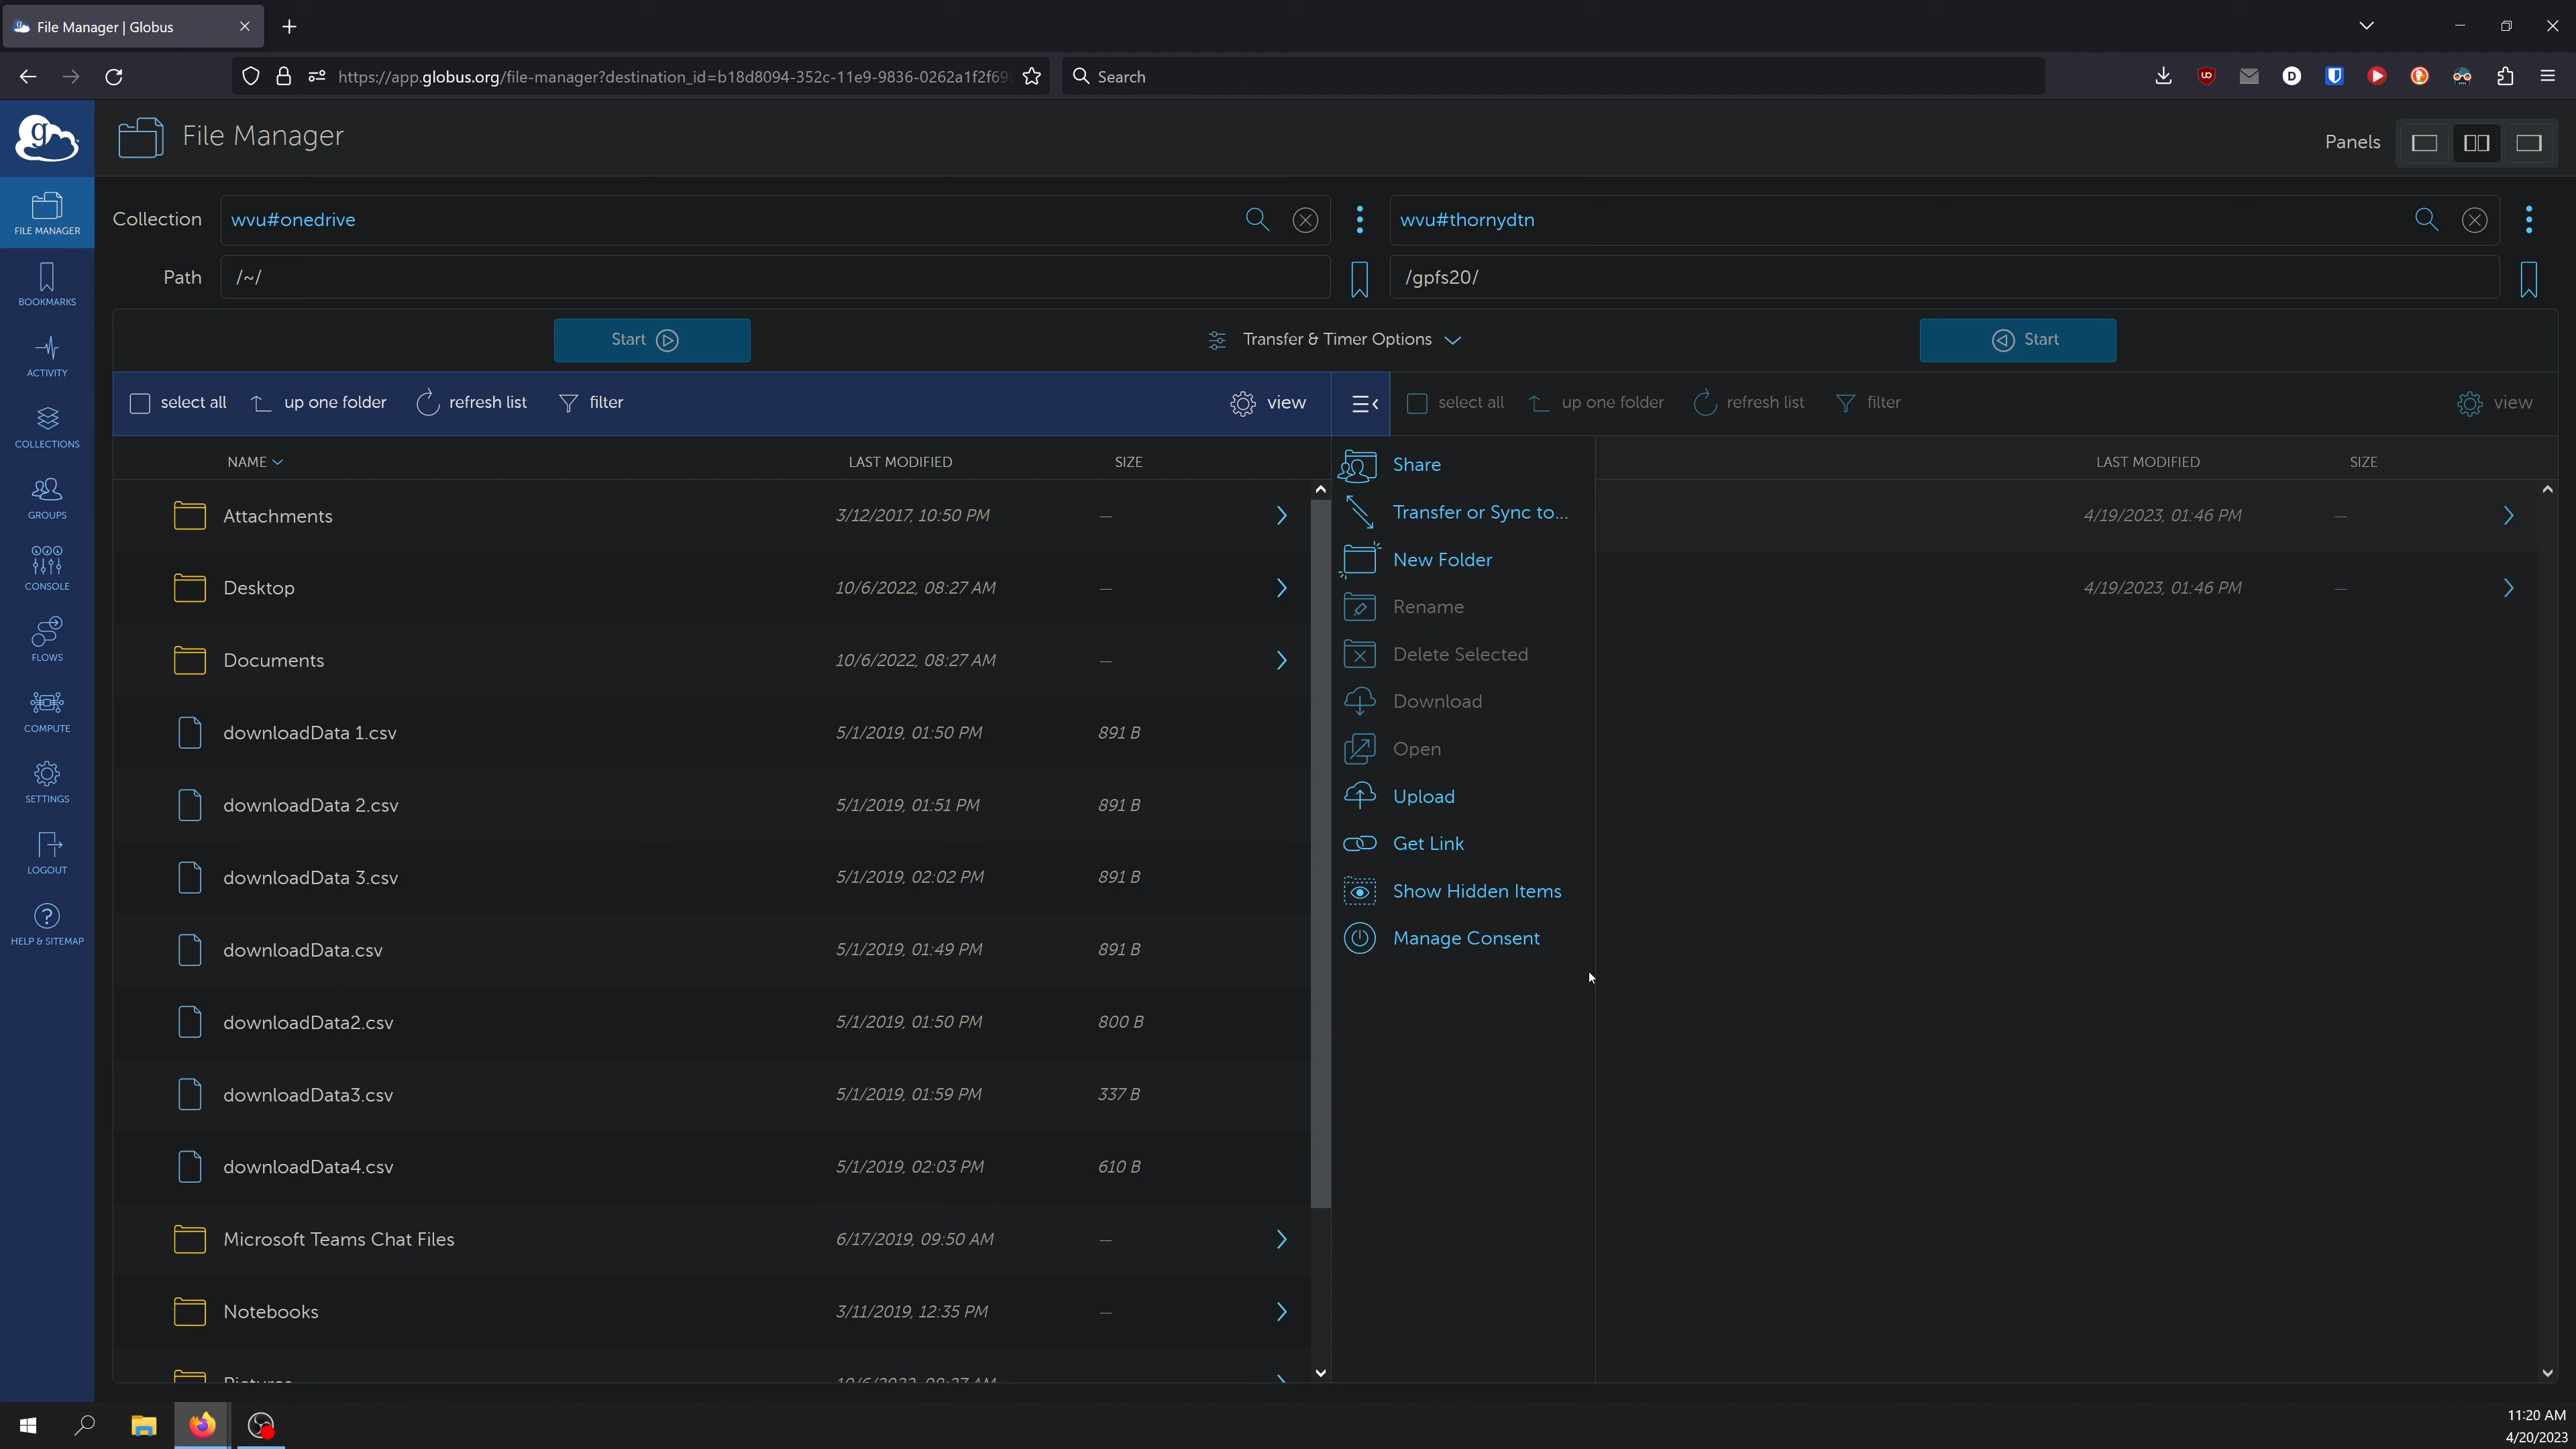 File Manager | Globus
https://app.globus.org/file-manager?destination_id=b18d8094-352c-11e9-9836-0262a1f2f69
Search
File Manager
Panels
FILE MANAGER
BOOKMARKS
ACTIVITY
COLLECTIONS
GROUPS
CONSOLE
FLOWS
COMPUTE
SETTINGS
LOGOUT
HELP & SITEMAP
Collection
wvu#onedrive
wvu#thornydtn
Path
/~/
/gpfs20/
Start
Transfer & Timer Options
Start
select all up one folder refresh list filter view
select all up one folder refresh list filter view
NAME LAST MODIFIED SIZE
Attachments 3/12/2017, 10:50 PM —
Desktop 10/6/2022, 08:27 AM —
Documents 10/6/2022, 08:27 AM —
downloadData 1.csv 5/1/2019, 01:50 PM 891 B
downloadData 2.csv 5/1/2019, 01:51 PM 891 B
downloadData 3.csv 5/1/2019, 02:02 PM 891 B
downloadData.csv 5/1/2019, 01:49 PM 891 B
downloadData2.csv 5/1/2019, 01:50 PM 800 B
downloadData3.csv 5/1/2019, 01:59 PM 337 B
downloadData4.csv 5/1/2019, 02:03 PM 610 B
Microsoft Teams Chat Files 6/17/2019, 09:50 AM —
Notebooks 3/11/2019, 12:35 PM —
Pictures 10/6/2022, 08:27 AM
Share
Transfer or Sync to...
New Folder
Rename
Delete Selected
Download
Open
Upload
Get Link
Show Hidden Items
Manage Consent
LAST MODIFIED SIZE
4/19/2023, 01:46 PM —
4/19/2023, 01:46 PM —
11:20 AM
4/20/2023